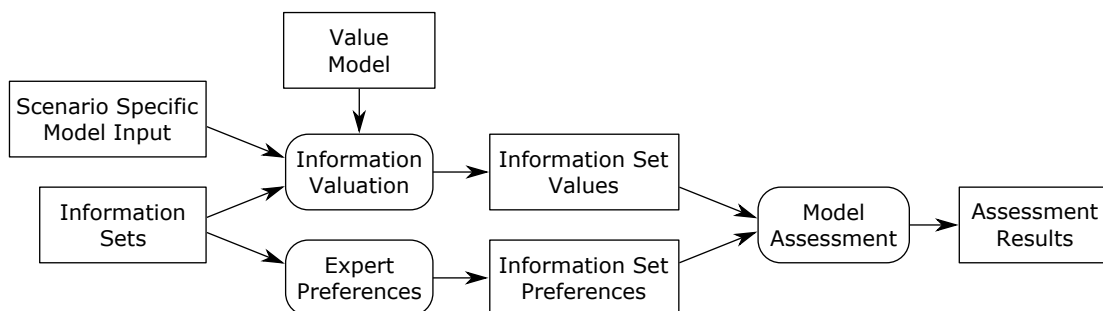 Value
Model
Scenario Specific
Model Input
Information
Valuation
Information Set
Values
Information
Sets
Model
Assessment
Assessment
Results
Expert
Preferences
Information Set
Preferences